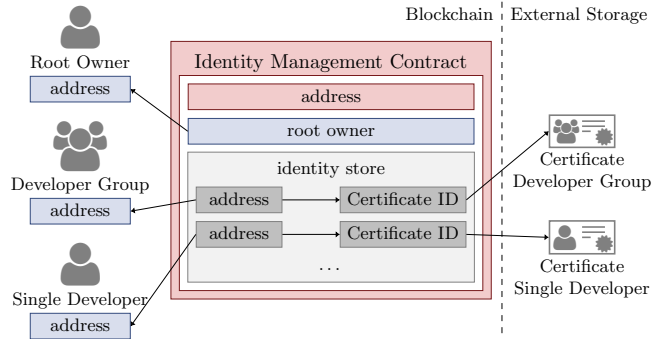 Blockchain
External Storage
Root Owner
address
Identity Management Contract
address
root owner
Developer Group
address
identity store
address
Certificate ID
address
Certificate ID
...
Certificate
Developer Group
Single Developer
address
Certificate
Single Developer